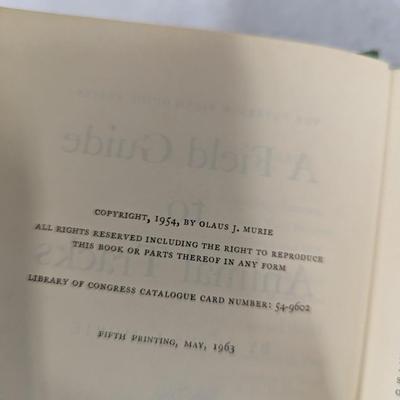 COPYRIGHT, 1954, BY OLAUS J. MURIE
ALL RIGHTS RESERVED INCLUDING THE RIGHT TO REPRODUCE
THIS BOOK OR PARTS THEREOF IN ANY FORM
LIBRARY OF CONGRESS CATALOGUE CARD NUMBER: 54-9602
FIFTH PRINTING, MAY, 1963